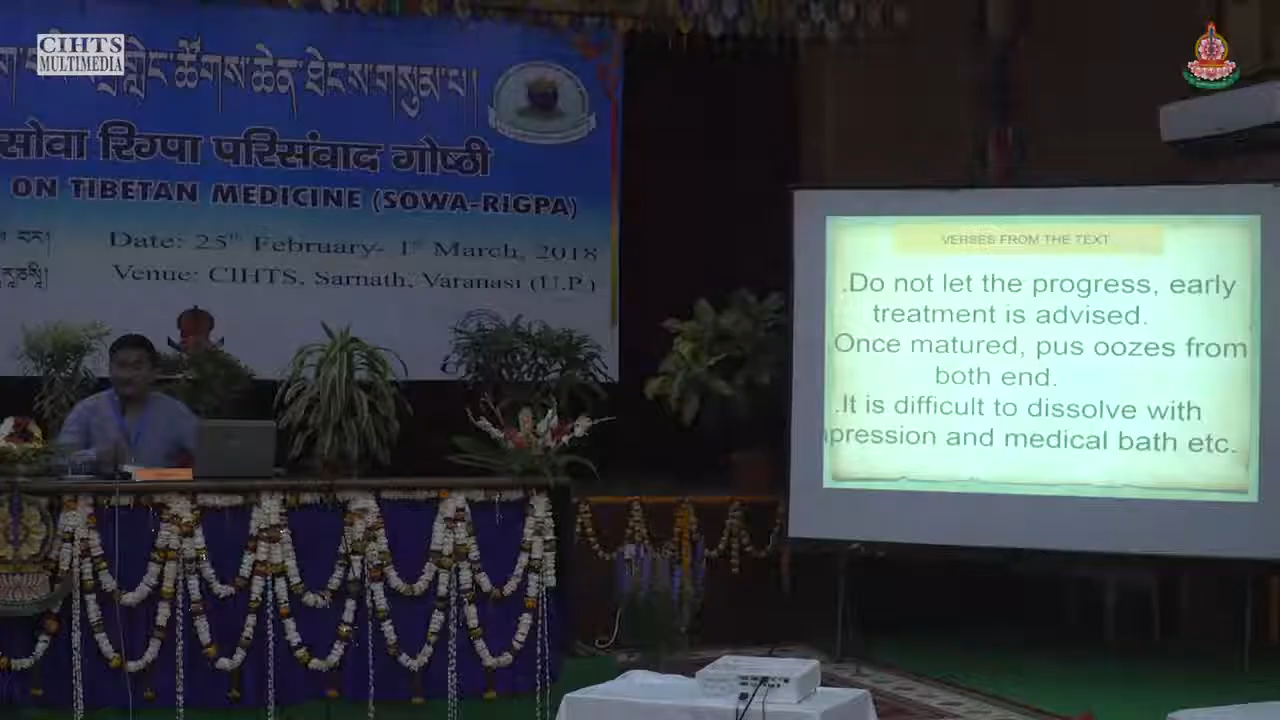 CIHTS
MULTIMEDIA
སོवा रिग्पा परिसंवाद गोष्ठी
ON TIBETAN MEDICINE (SOWA-RIGPA)
Date: 25th February- 1st March, 2018
Venue: CIHTS, Sarnath, Varanasi (U.P.)
VERSES FROM THE TEXT
.Do not let the progress, early
treatment is advised.
Once matured, pus oozes from
both end.
.It is difficult to dissolve with
pression and medical bath etc.